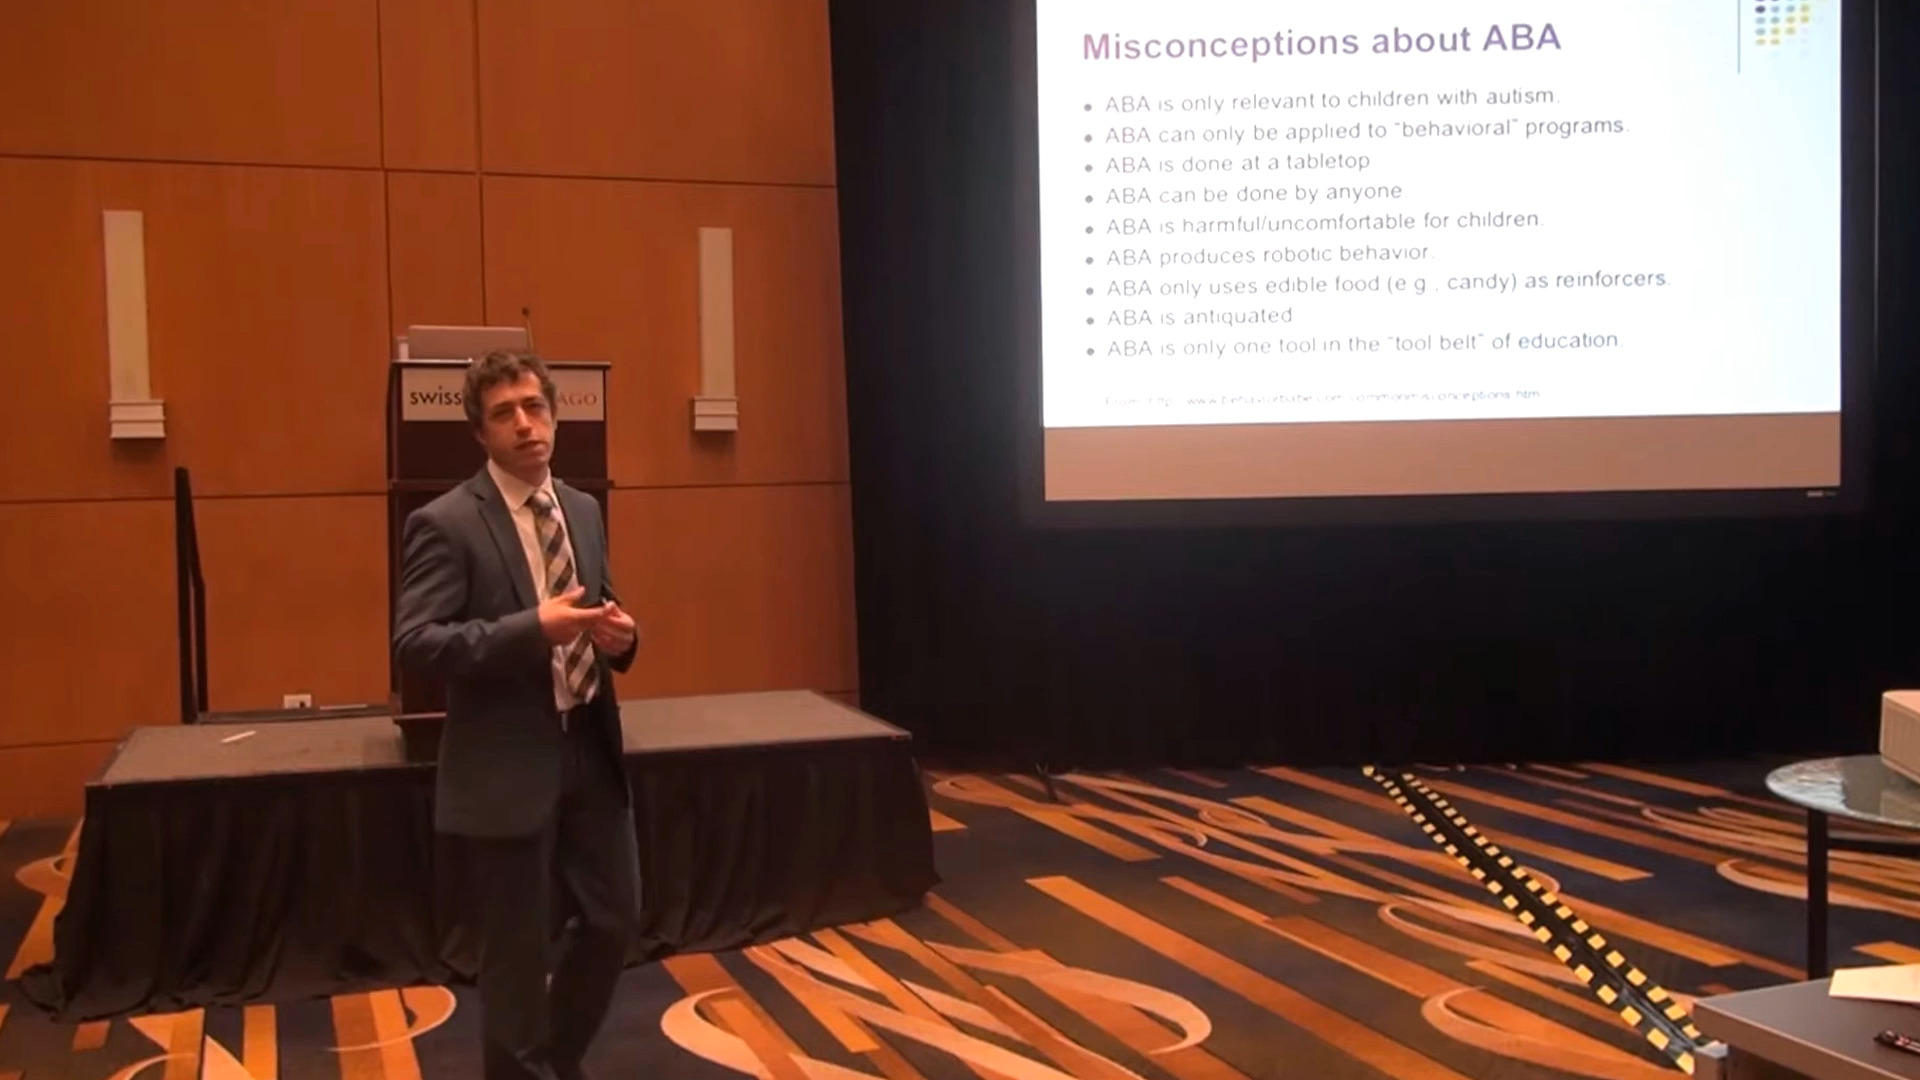 Misconceptions about ABA
• ABA is only relevant to children with autism.
• ABA can only be applied to "behavioral" programs.
• ABA is done at a tabletop
• ABA can be done by anyone
• ABA is harmful/uncomfortable for children.
• ABA produces robotic behavior.
• ABA only uses edible food (e g , candy) as reinforcers.
• ABA is antiquated
• ABA is only one tool in the "tool belt" of education.
swiss
AGO